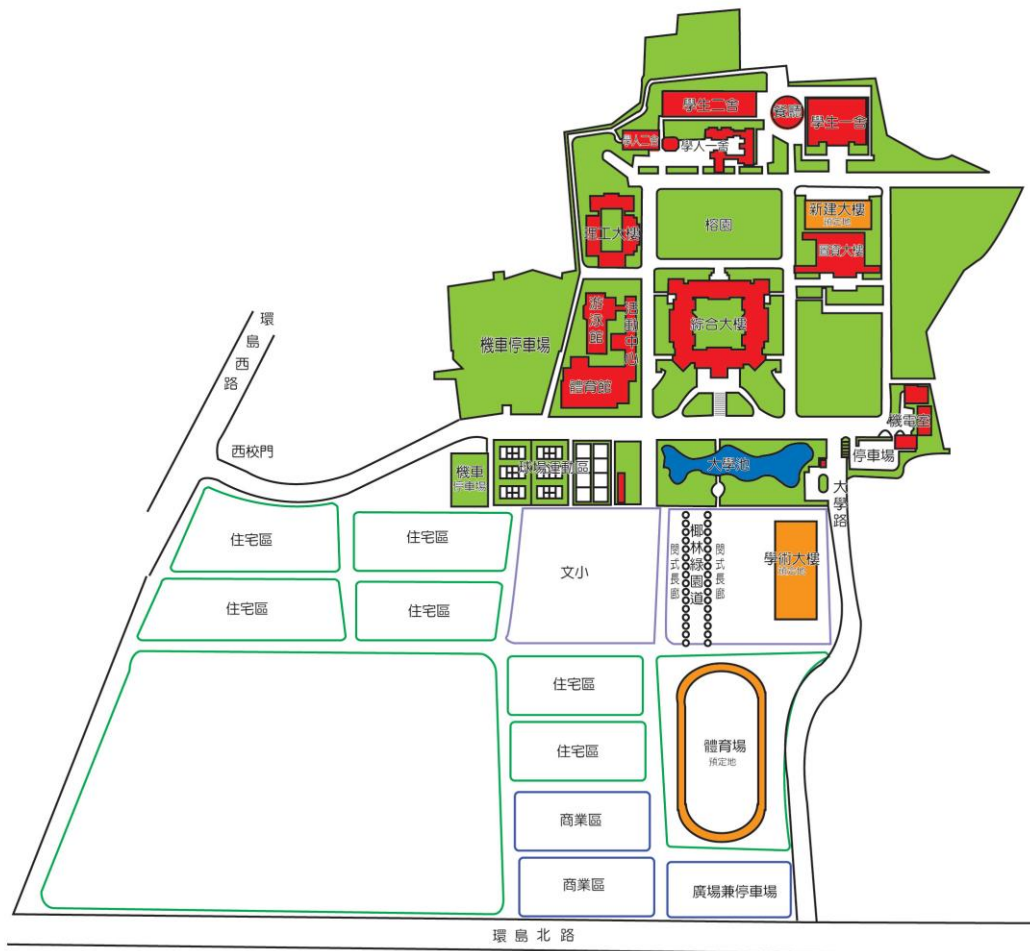 學生二舍
餐廳
學生一舍
學人二舍
學人一舍
新建大樓
預定地
理工大樓
榕園
圖資大樓
游泳館
活動中心
綜合大樓
環島西路
機車停車場
體育館
機電室
西校門
機車
停車場
球場運動區
大學池
停車場
大學路
住宅區
住宅區
文小
閩式長廊
椰林綠園道
閩式長廊
學術大樓
預定地
住宅區
住宅區
住宅區
住宅區
體育場
預定地
商業區
商業區
廣場兼停車場
環島北路